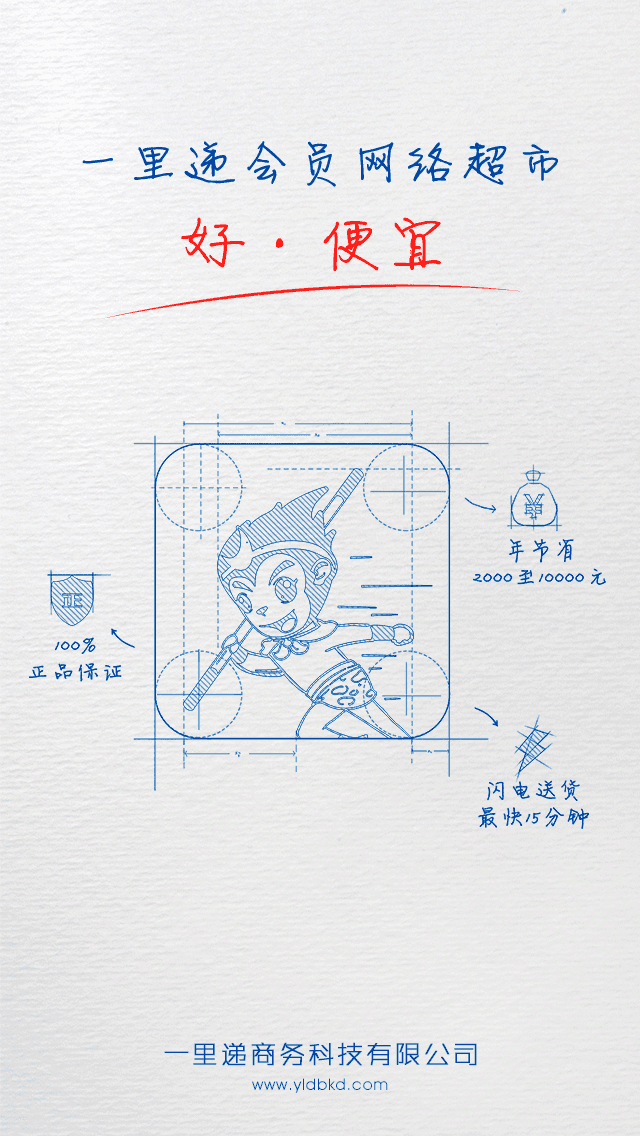 一里递会员网络超市
好·便宜
年节省
2000至10000元
正
100%
正品保证
闪电送货
最快15分钟
一里递商务科技有限公司
www.yldbkd.com